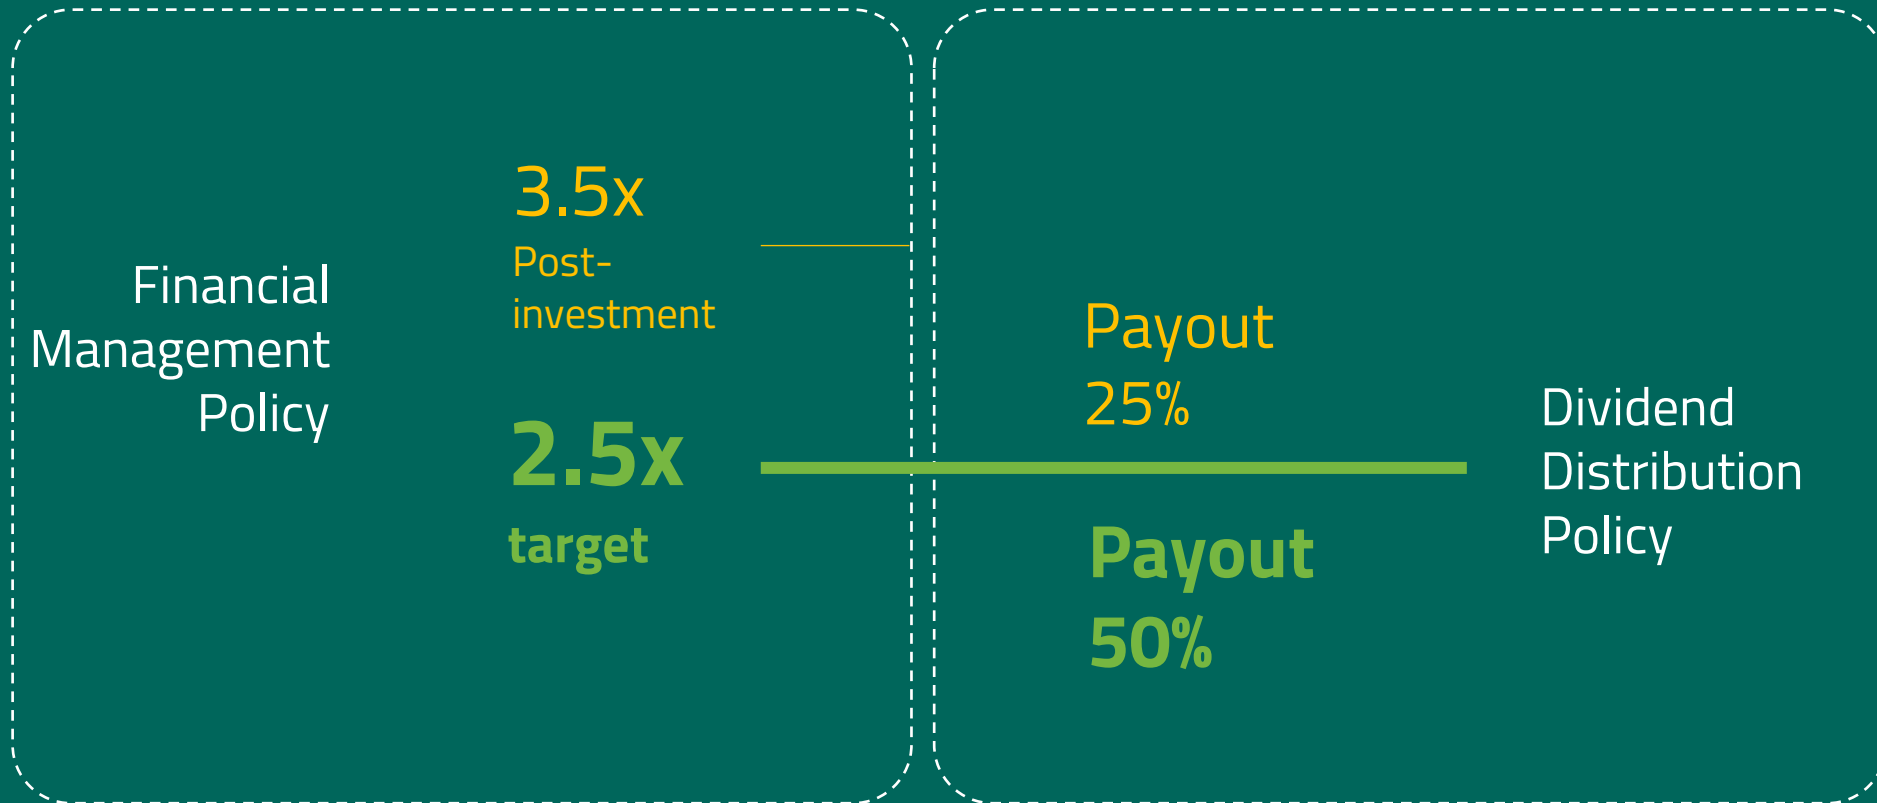 Financial
Management
Policy
3.5x
Post-
investment
2.5x
target
Payout
25%
Payout
50%
Dividend
Distribution
Policy